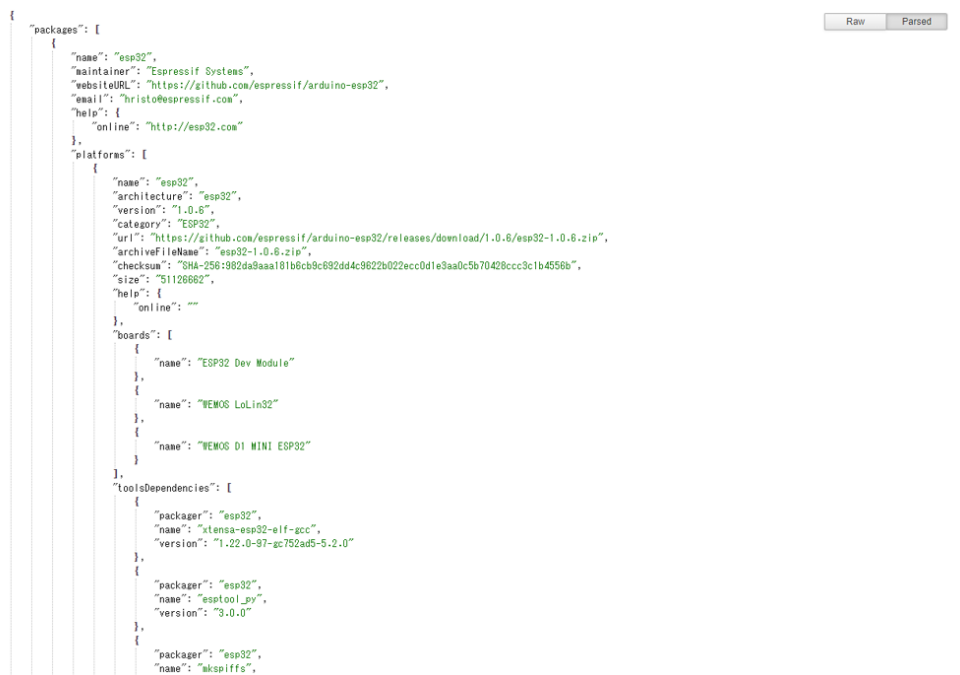 {
Raw Parsed
"packages": [
{
"name": "esp32",
"maintainer": "Espressif Systems",
"websiteURL": "https://github.com/espressif/arduino-esp32",
"email": "hristo@espressif.com",
"help": {
"online": "http://esp32.com"
},
"platforms": [
{
"name": "esp32",
"architecture": "esp32",
"version": "1.0.6",
"category": "ESP32",
"url": "https://github.com/espressif/arduino-esp32/releases/download/1.0.6/esp32-1.0.6.zip",
"archiveFileName": "esp32-1.0.6.zip",
"checksum": "SHA-256:982da9aaa181b6cb9c692dd4c9622b022ecc0d1e3aa0c5b70428ccc3c1b4556b",
"size": "51126662",
"help": {
"online": ""
},
"boards": [
{
"name": "ESP32 Dev Module"
},
{
"name": "WEMOS LoLin32"
},
{
"name": "WEMOS D1 MINI ESP32"
}
],
"toolsDependencies": [
{
"packager": "esp32",
"name": "xtensa-esp32-elf-gcc",
"version": "1.22.0-97-gc752ad5-5.2.0"
},
{
"packager": "esp32",
"name": "esptool_py",
"version": "3.0.0"
},
{
"packager": "esp32",
"name": "mkspiffs",